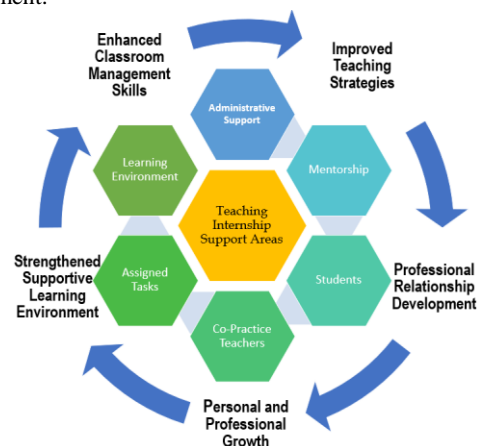 ment.
Enhanced
Classroom
Management
Skills
Improved
Teaching
Strategies
Administrative
Support
Learning
Environment
Mentorship
Teaching
Internship
Support Areas
Strengthened
Supportive
Learning
Environment
Assigned
Tasks
Students
Professional
Relationship
Development
Co-Practice
Teachers
Personal and
Professional
Growth